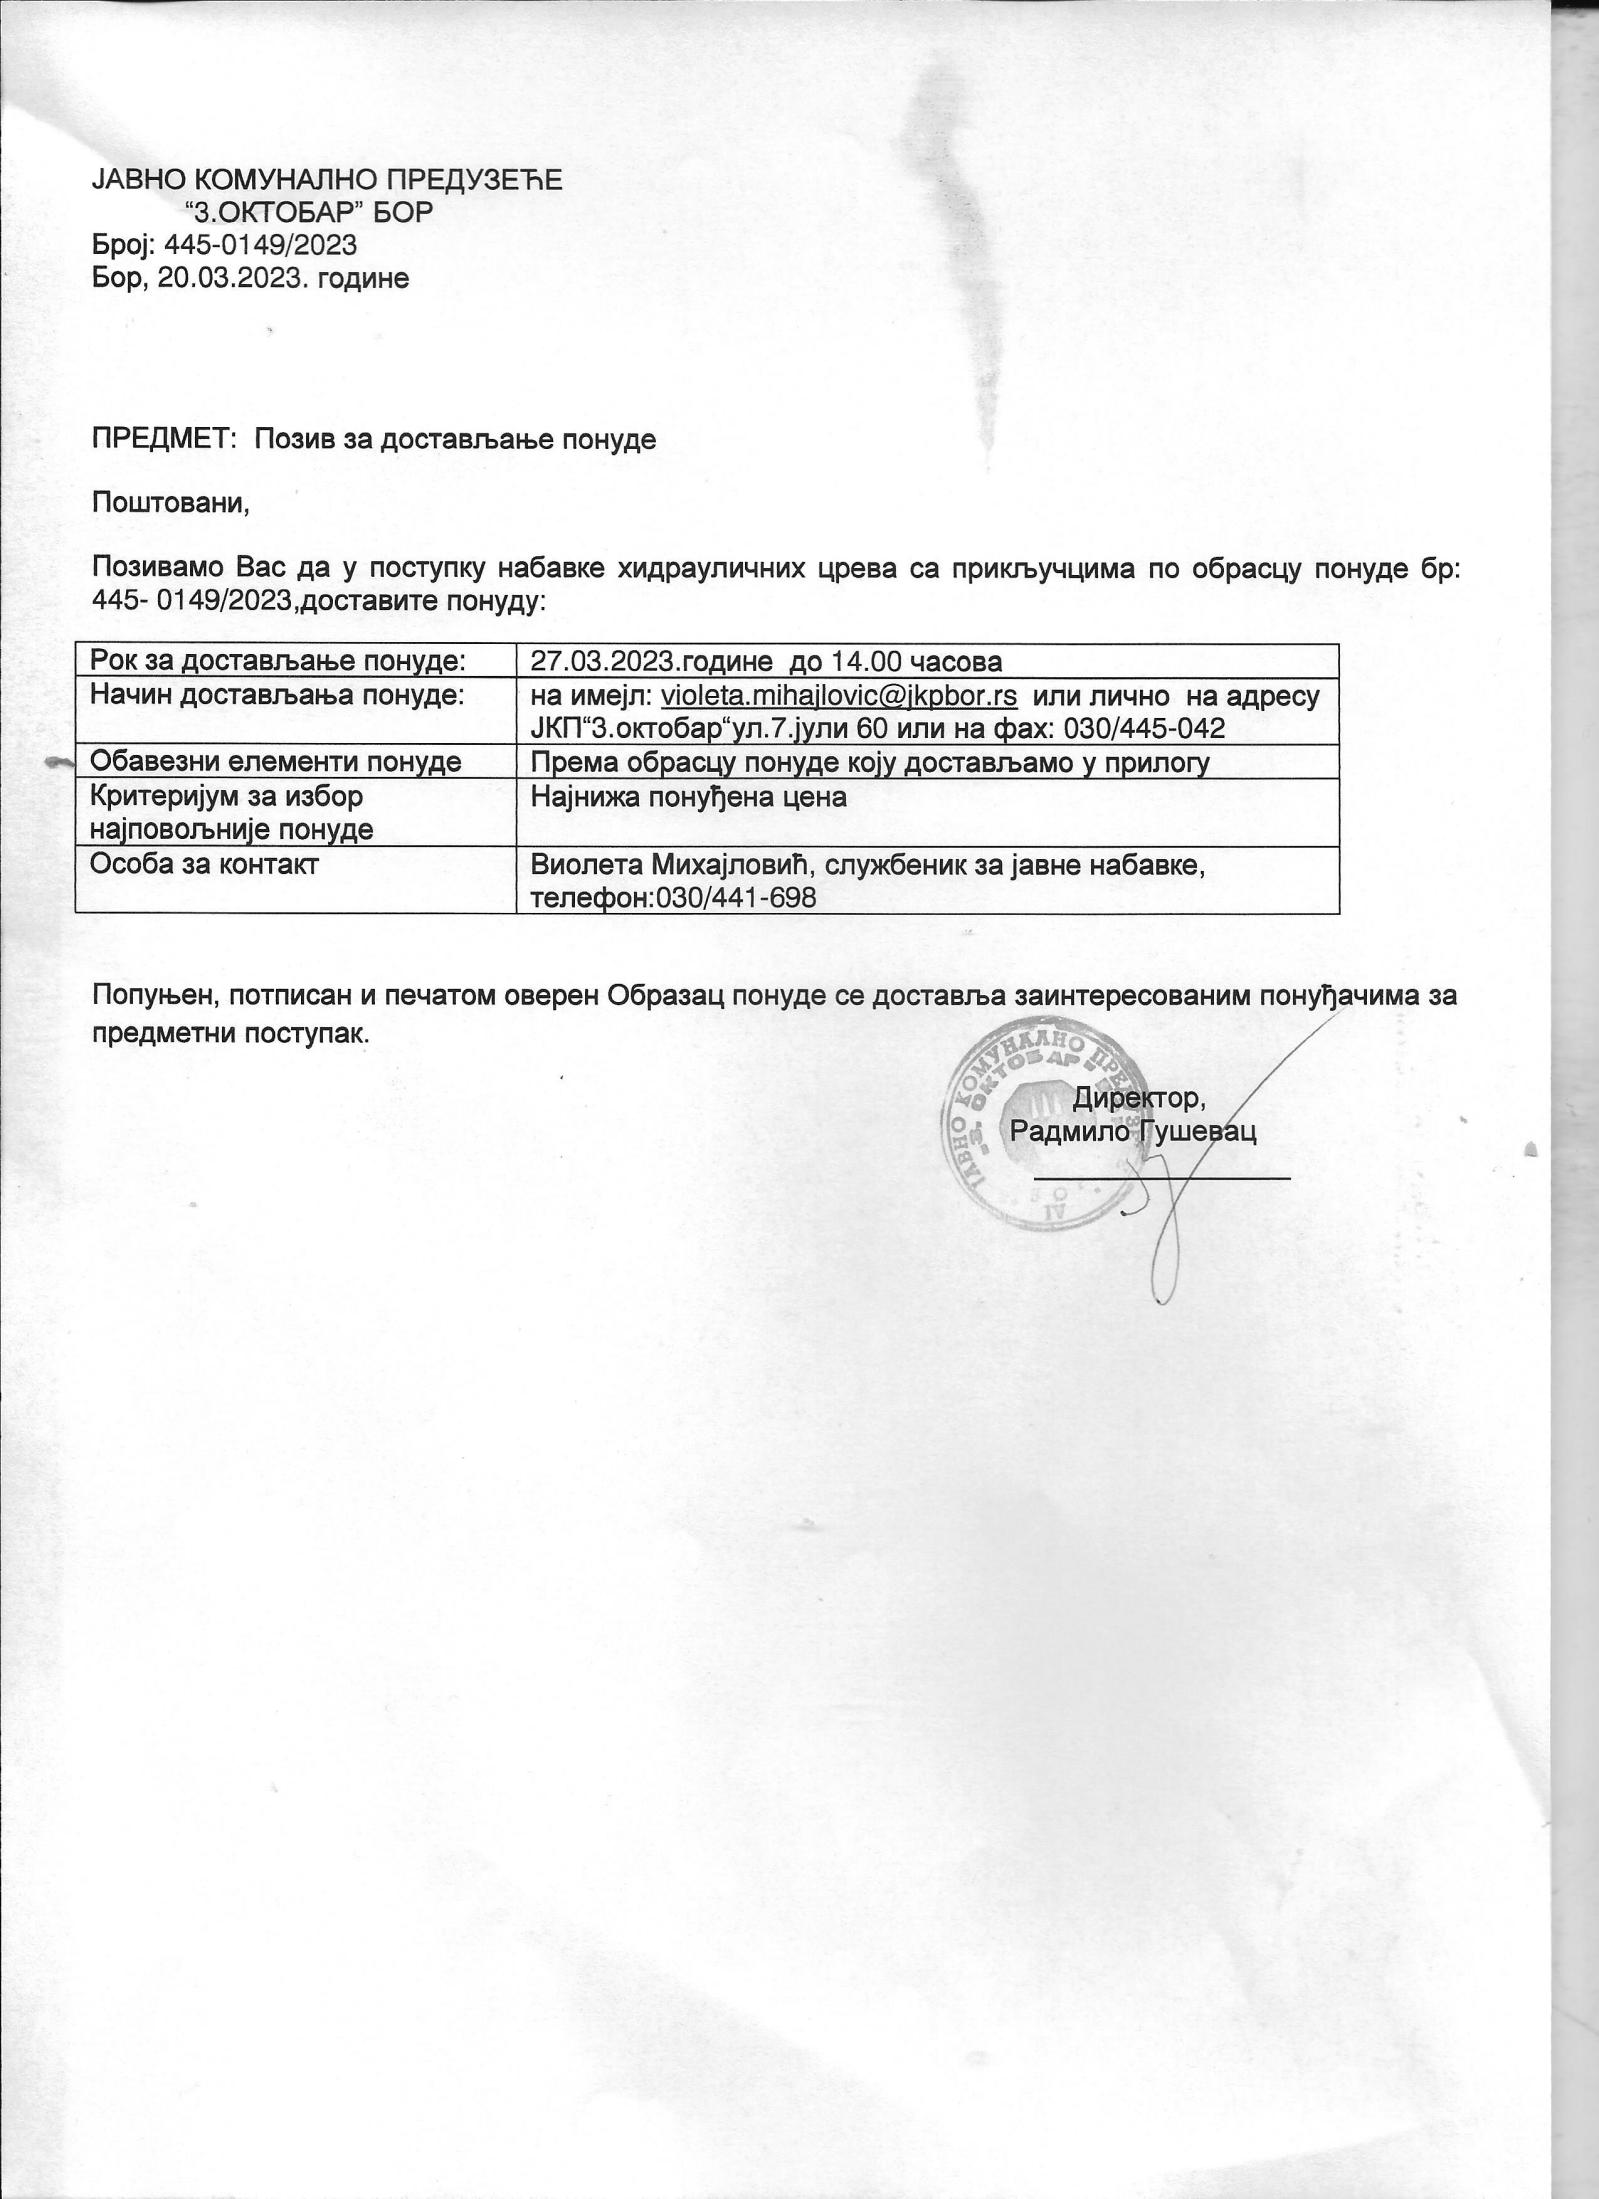 ЈАВНО КОМУНАЛНО ПРЕДУЗЕЋЕ
“3.ОКТОБАР” БОР
Број: 445-0149/2023
Бор, 20.03.2023. године
ПРЕДМЕТ: Позив за достављање понуде
Поштовани,
Позивамо Вас да у поступку набавке хидрауличних црева са прикључцима по обрасцу понуде бр:
445- 0149/2023,доставите понуду:
Рок за достављање понуде: 27.03.2023.године до 14.00 часова
Начин достављања понуде: на имејл: violeta.mihajlovic@jkpbor.rs или лично на адресу
ЈКП“3.октобар“ул.7.јули 60 или на фах: 030/445-042
Обавезни елементи понуде Према обрасцу понуде коју достављамо у прилогу
Критеријум за избор Најнижа понуђена цена
најповољније понуде
Особа за контакт Виолета Михајловић, службеник за јавне набавке,
телефон:030/441-698
Попуњен, потписан и печатом оверен Образац понуде се доставља заинтересованим понуђачима за
предметни поступак.
ЈАВНО КОМУНАЛНО
"3. ОКТОБАР"
Директор,
Радмило Гушевац